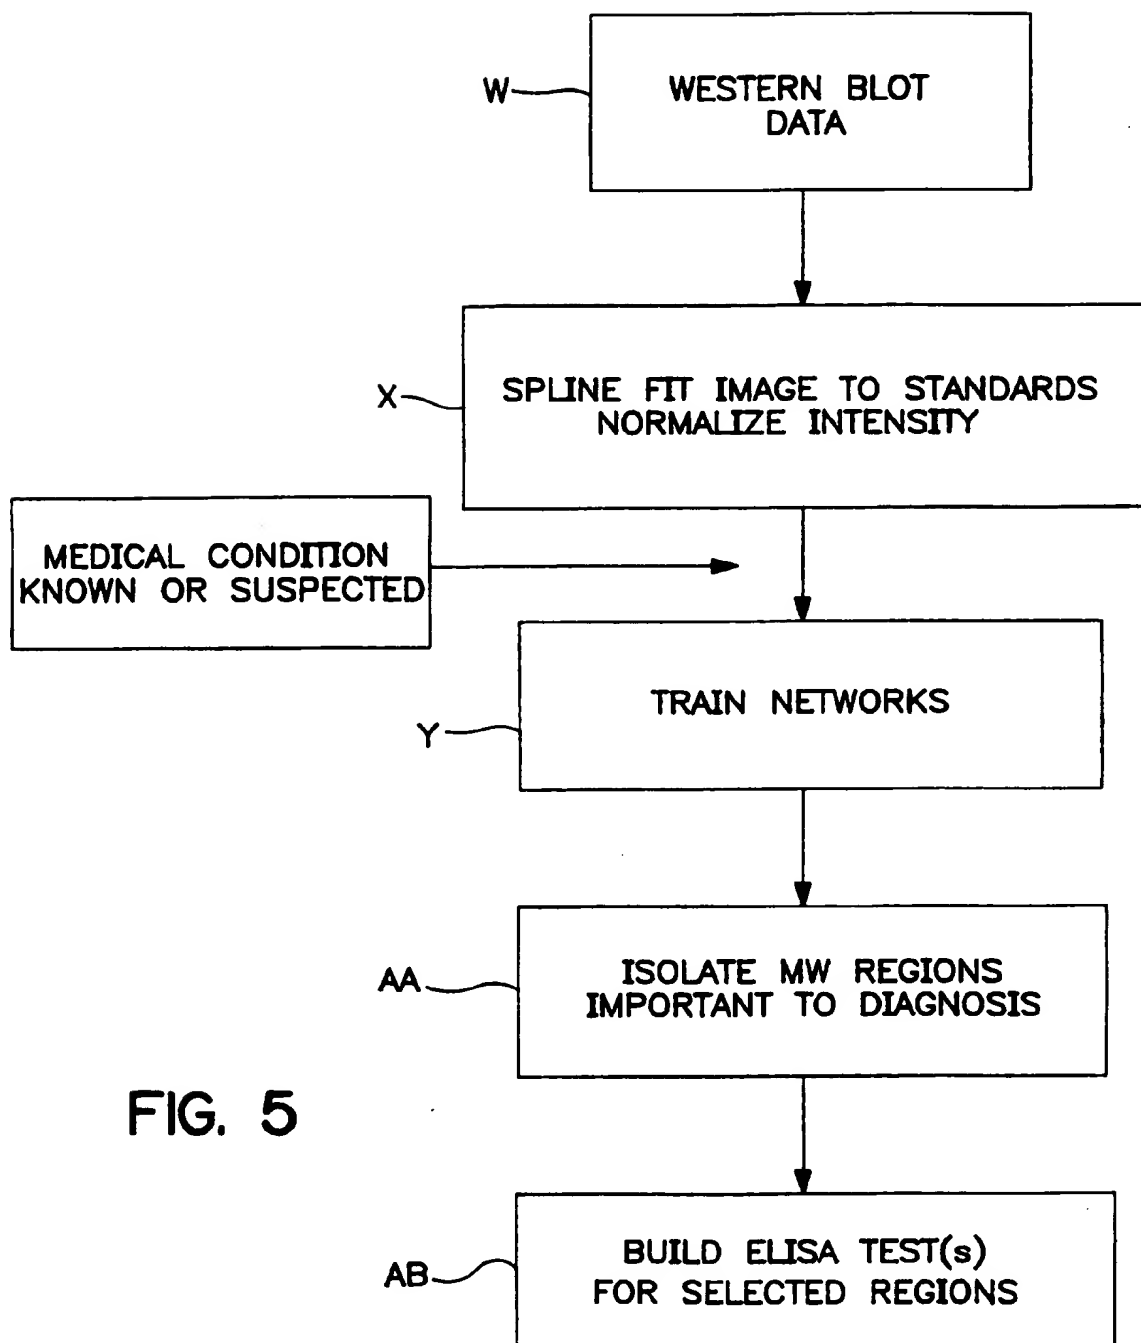 W
WESTERN BLOT
DATA
X
SPLINE FIT IMAGE TO STANDARDS
NORMALIZE INTENSITY
MEDICAL CONDITION
KNOWN OR SUSPECTED
TRAIN NETWORKS
Y
AA
ISOLATE MW REGIONS
IMPORTANT TO DIAGNOSIS
FIG. 5
AB
BUILD ELISA TEST(s)
FOR SELECTED REGIONS